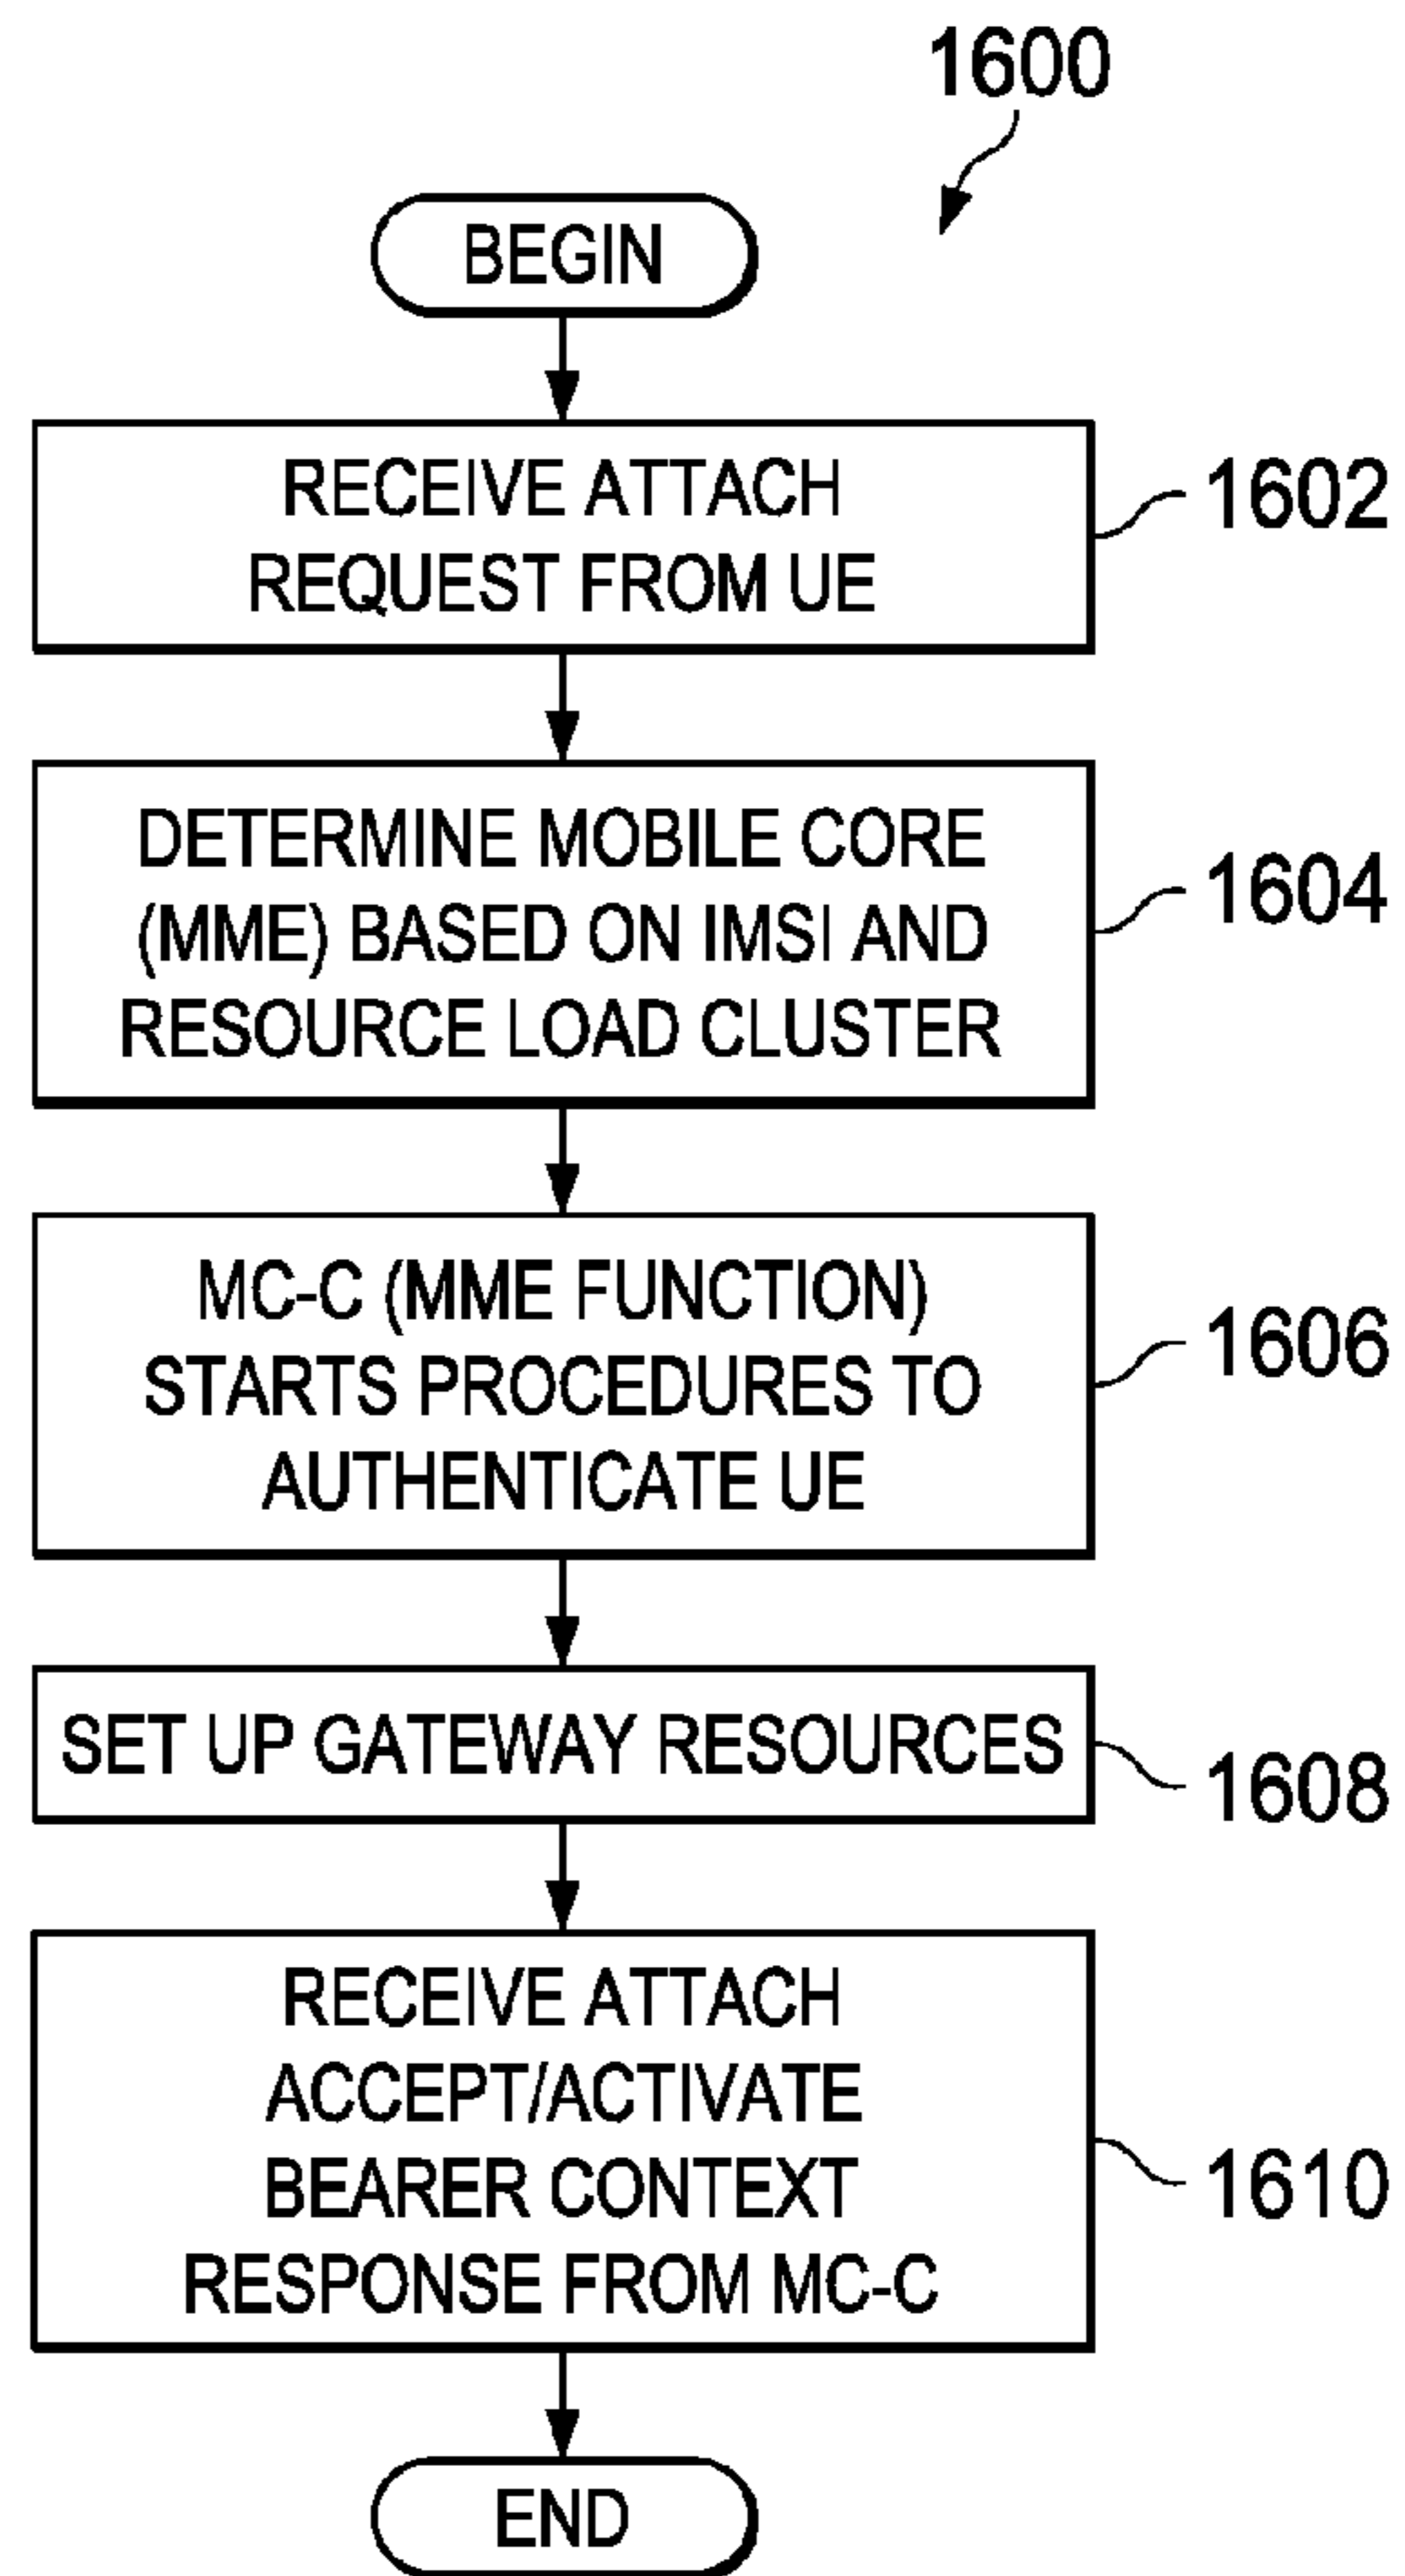 1600
BEGIN
RECEIVE ATTACH
REQUEST FROM UE
1602
DETERMINE MOBILE CORE
(MME) BASED ON IMSI AND
RESOURCE LOAD CLUSTER
1604
MC-C (MME FUNCTION)
STARTS PROCEDURES TO
AUTHENTICATE UE
1606
SET UP GATEWAY RESOURCES
1608
RECEIVE ATTACH
ACCEPT/ACTIVATE
BEARER CONTEXT
RESPONSE FROM MC-C
1610
END